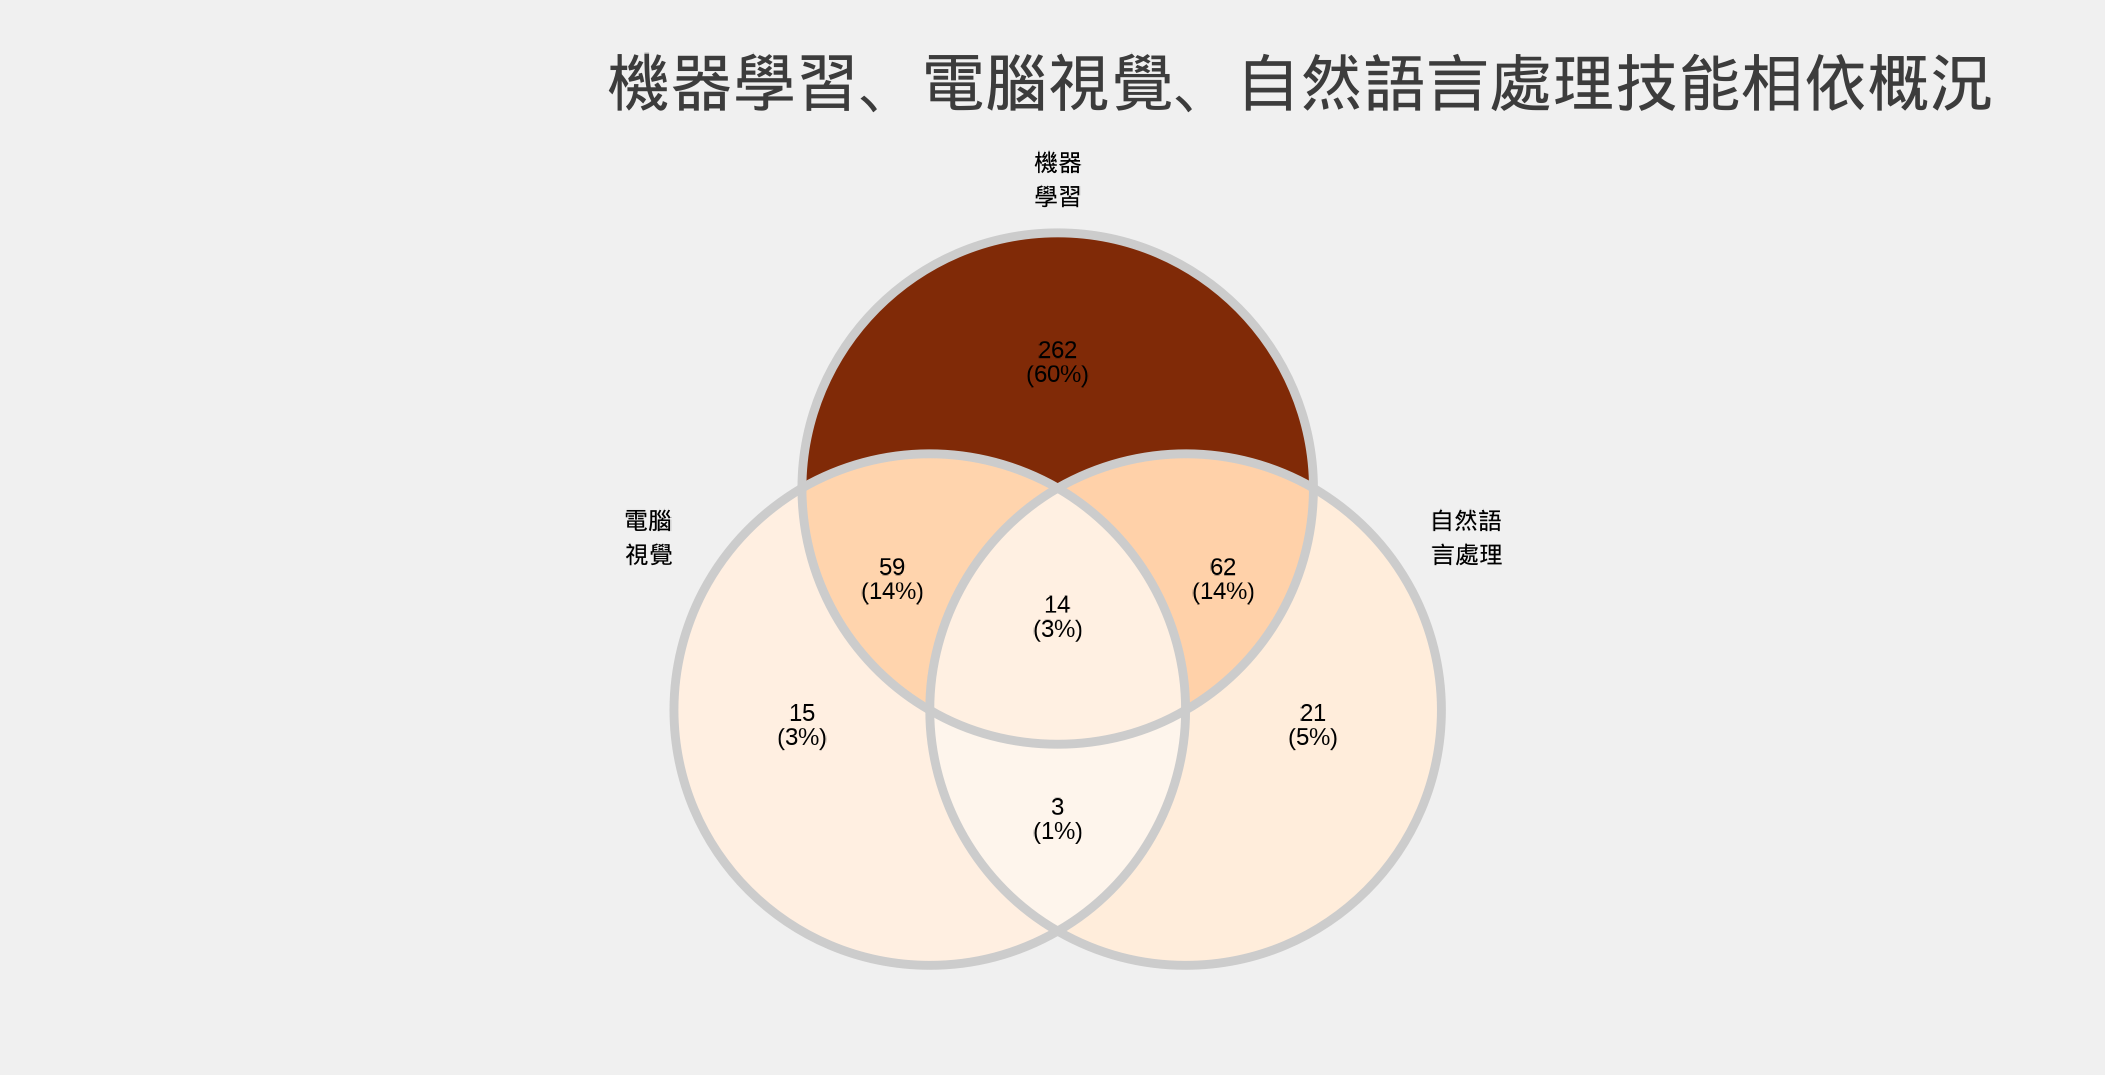 機器學習、電腦視覺、自然語言處理技能相依概況
機器
學習
262
(60%)
電腦
視覺
自然語
言處理
59
(14%)
62
(14%)
14
(3%)
15
(3%)
21
(5%)
3
(1%)